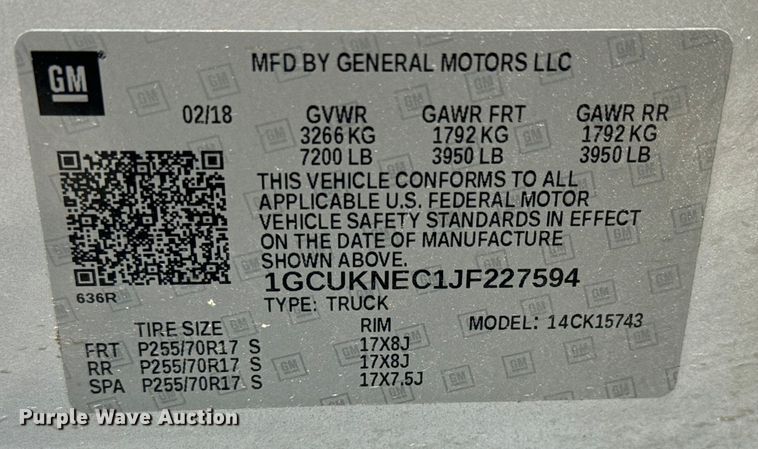 GM
MFD BY GENERAL MOTORS LLC
02/18 GVWR GAWR FRT GAWR RR
3266 KG 1792 KG 1792 KG
7200 LB 3950 LB 3950 LB
THIS VEHICLE CONFORMS TO ALL
APPLICABLE U.S. FEDERAL MOTOR
VEHICLE SAFETY STANDARDS IN EFFECT
ON THE DATE OF MANUFACTURE
SHOWN ABOVE.
636R
1GCUKNEC1JF227594
TYPE: TRUCK
TIRE SIZE RIM MODEL: 14CK15743
FRT P255/70R17 S 17X8J
RR P255/70R17 S 17X8J
SPA P255/70R17 S 17X7.5J
Purple Wave Auction